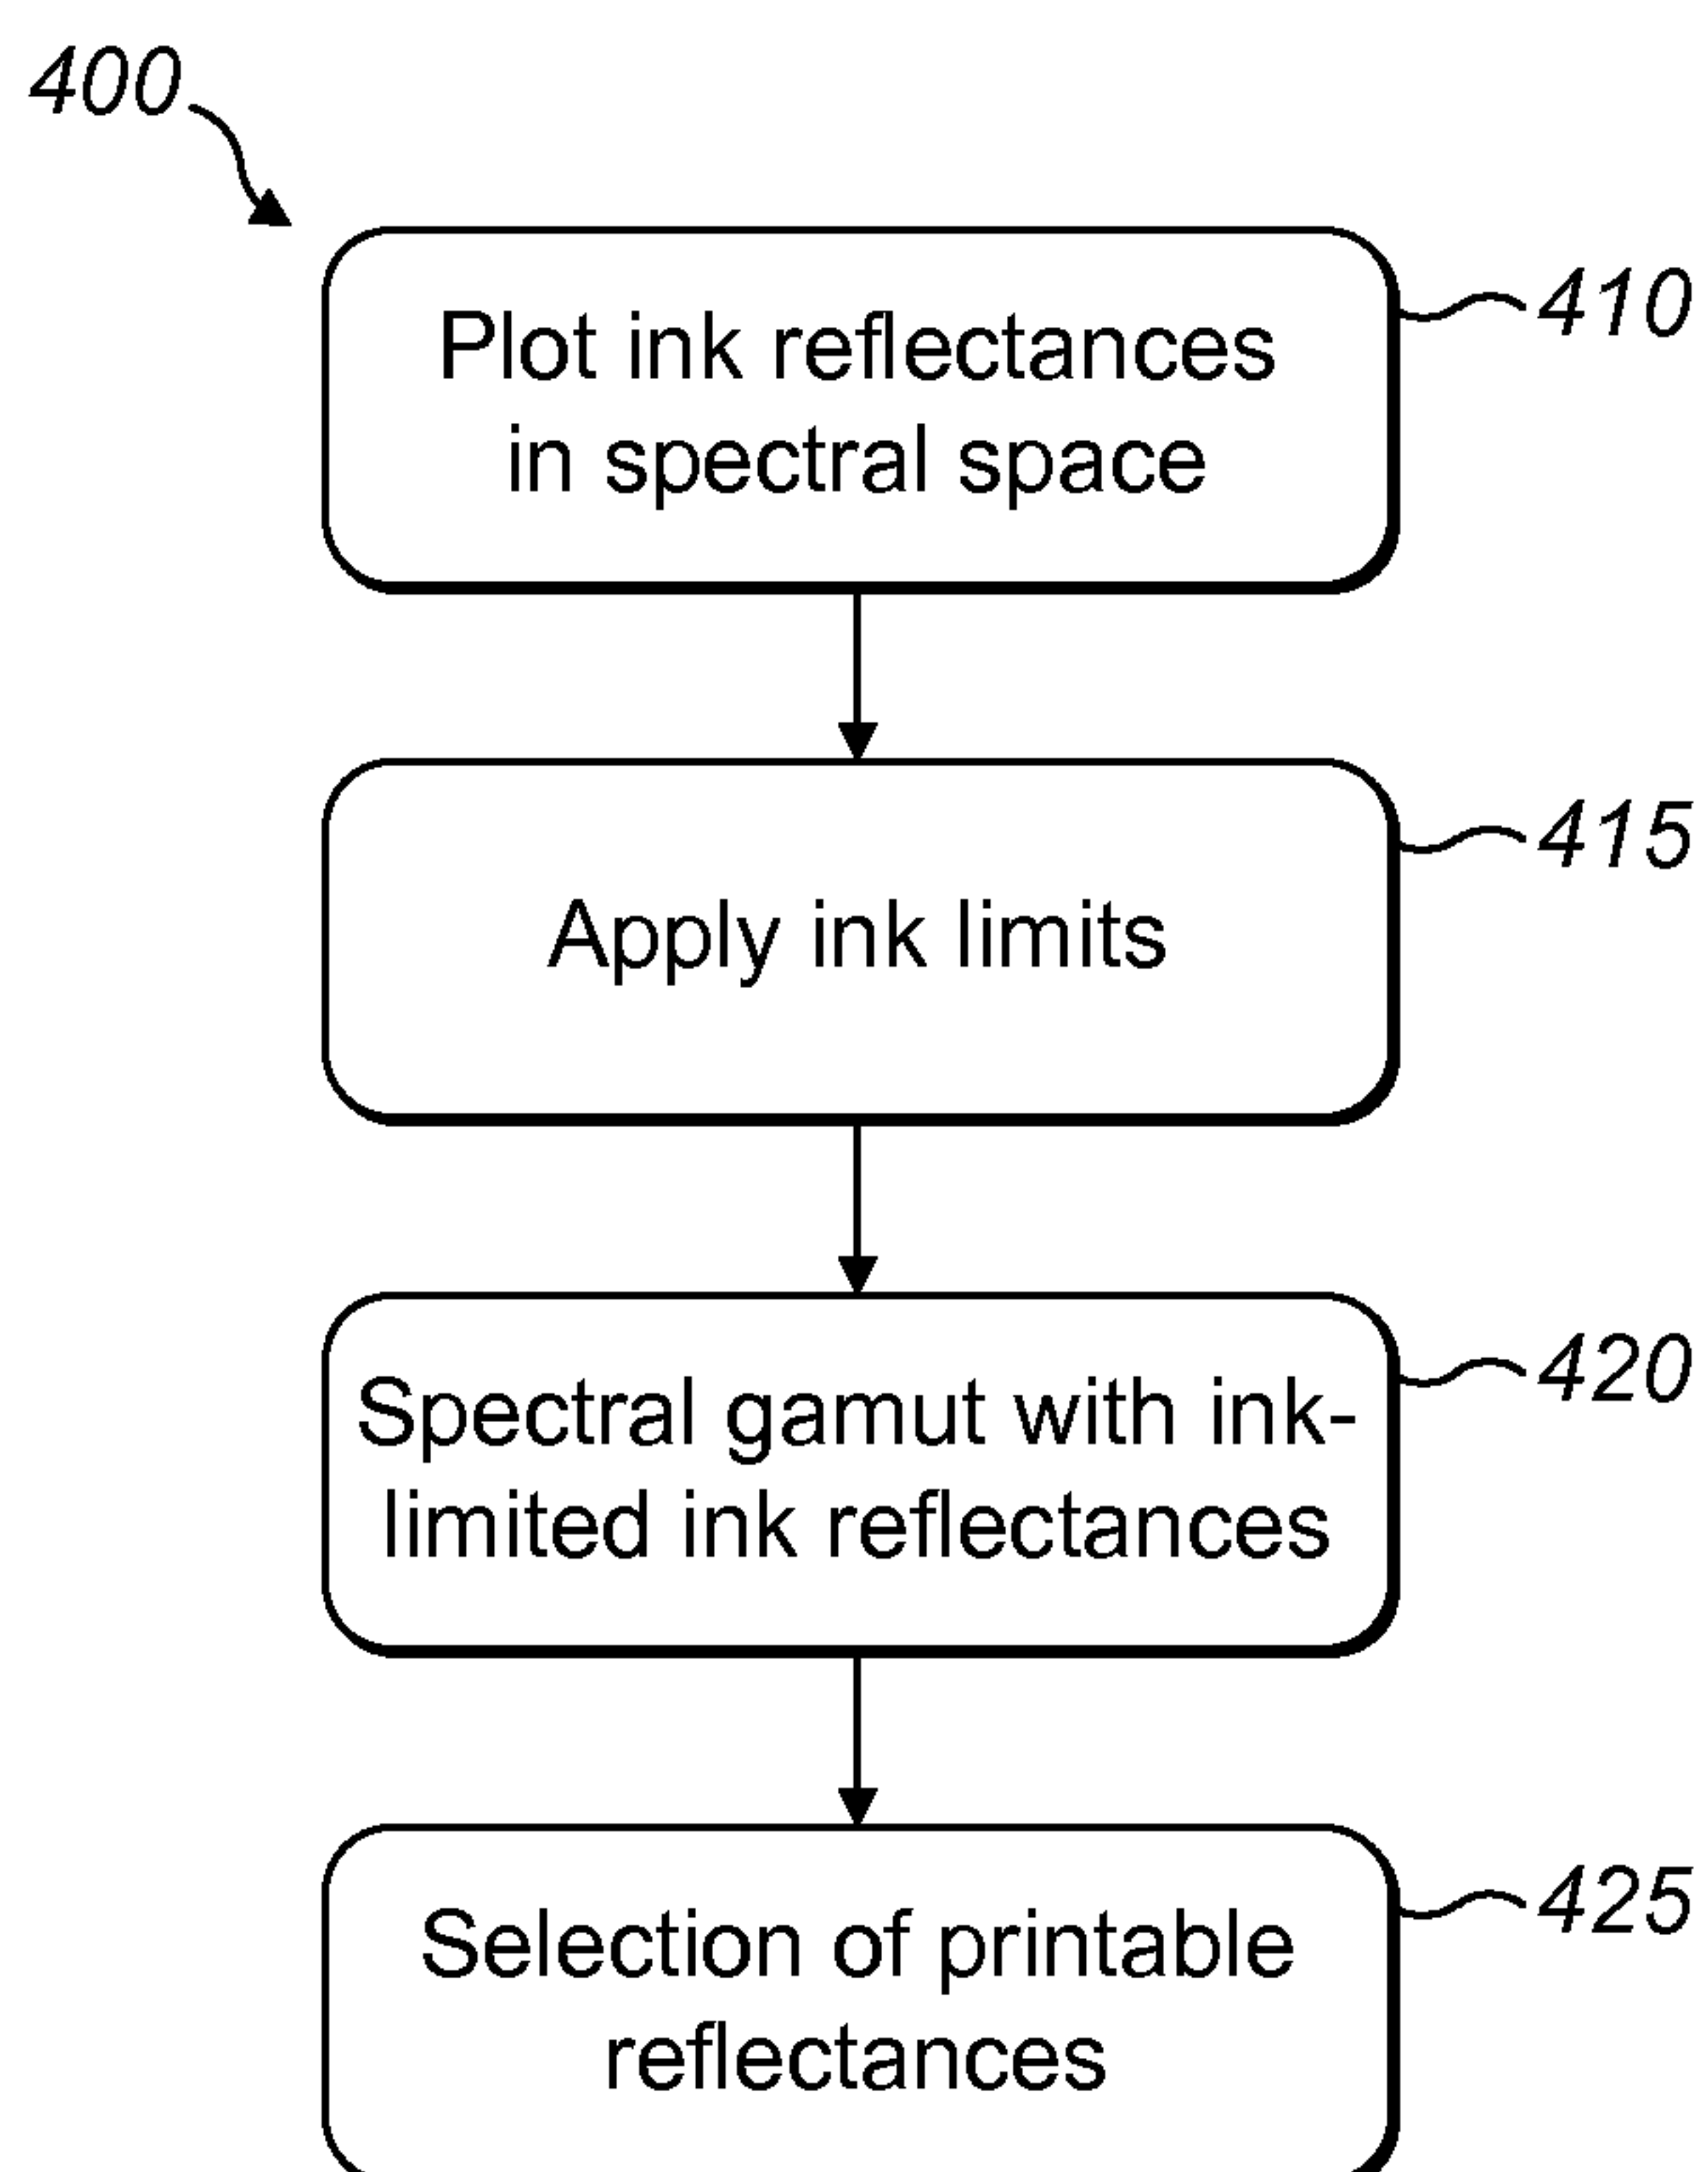 400
Plot ink reflectances
in spectral space
410
Apply ink limits
415
Spectral gamut with ink-
limited ink reflectances
420
Selection of printable
reflectances
425